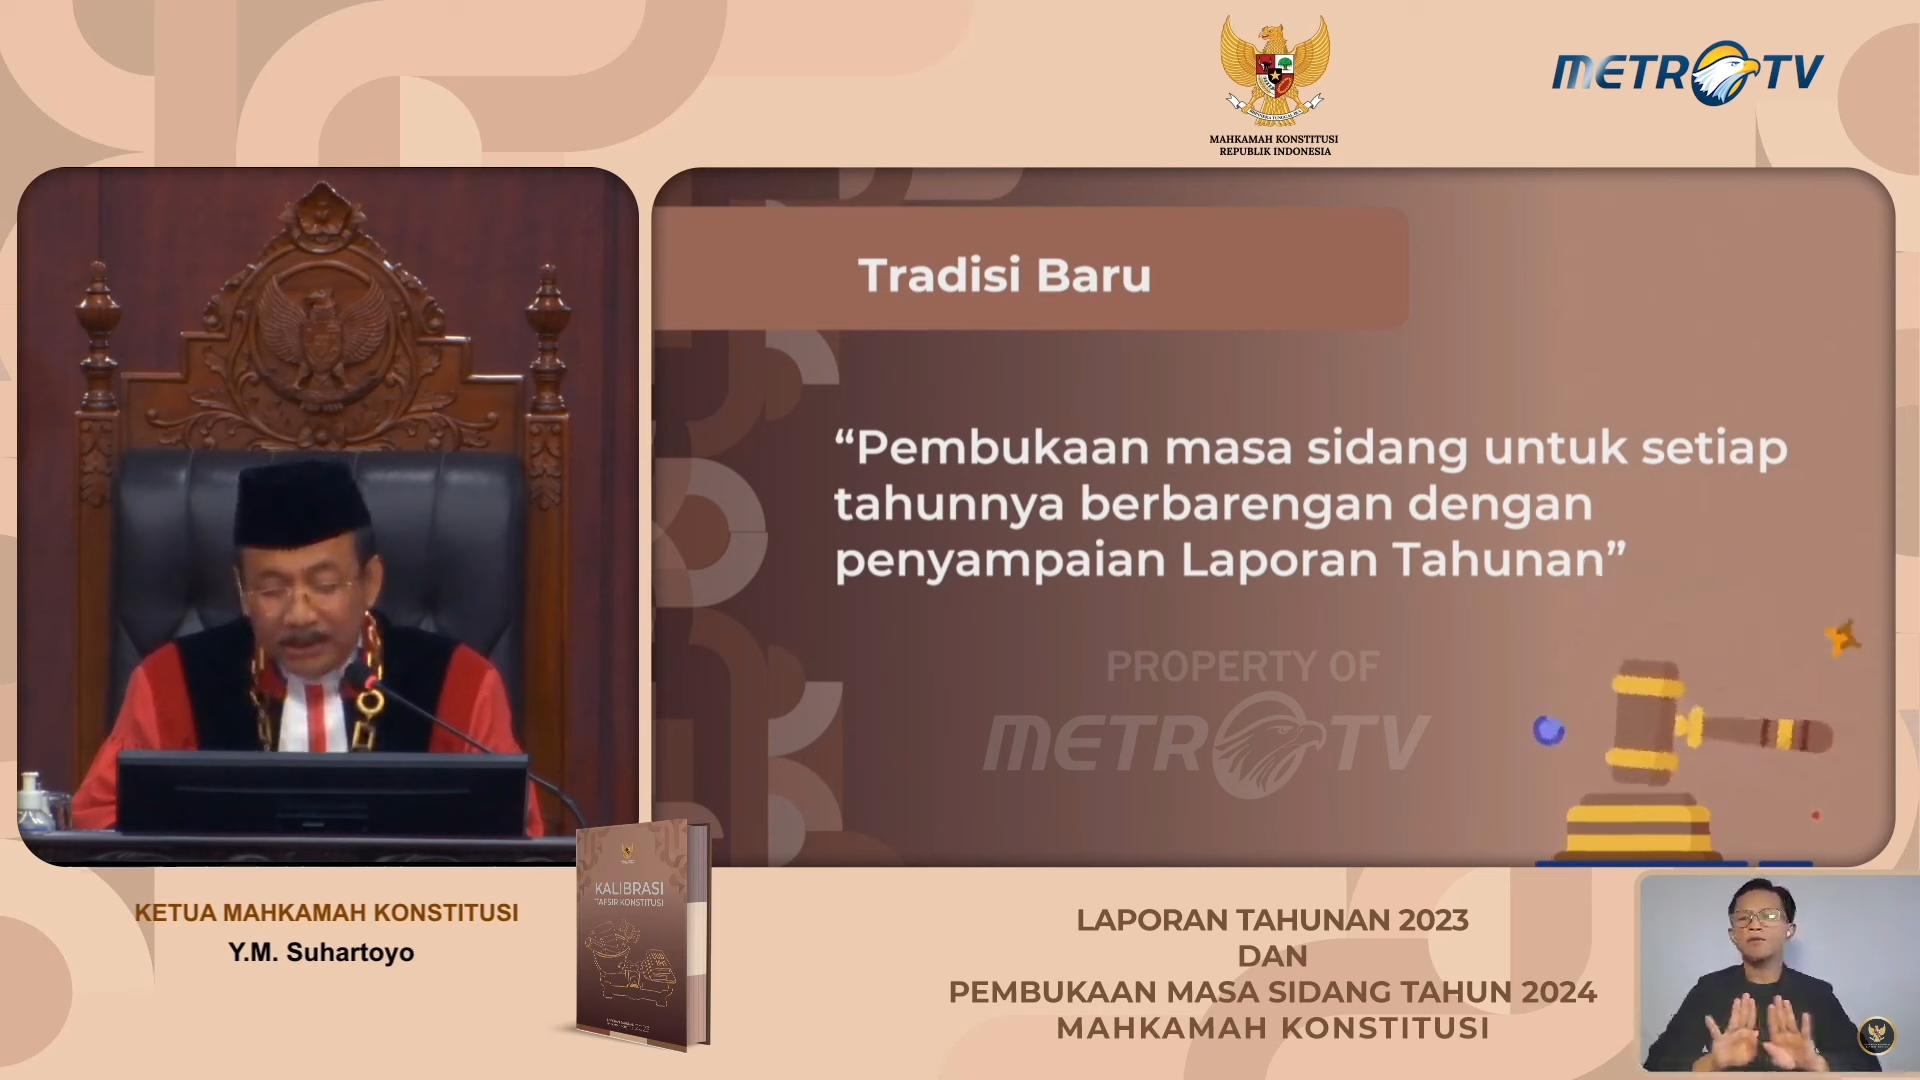 MAHKAMAH KONSTITUSI
REPUBLIK INDONESIA
METRO TV
Tradisi Baru
“Pembukaan masa sidang untuk setiap
tahunnya berbarengan dengan
penyampaian Laporan Tahunan”
PROPERTY OF
METRO TV
KETUA MAHKAMAH KONSTITUSI
Y.M. Suhartoyo
KALIBRASI
TAFSIR KONSTITUSI
LAPORAN TAHUNAN 2023
DAN
PEMBUKAAN MASA SIDANG TAHUN 2024
MAHKAMAH KONSTITUSI